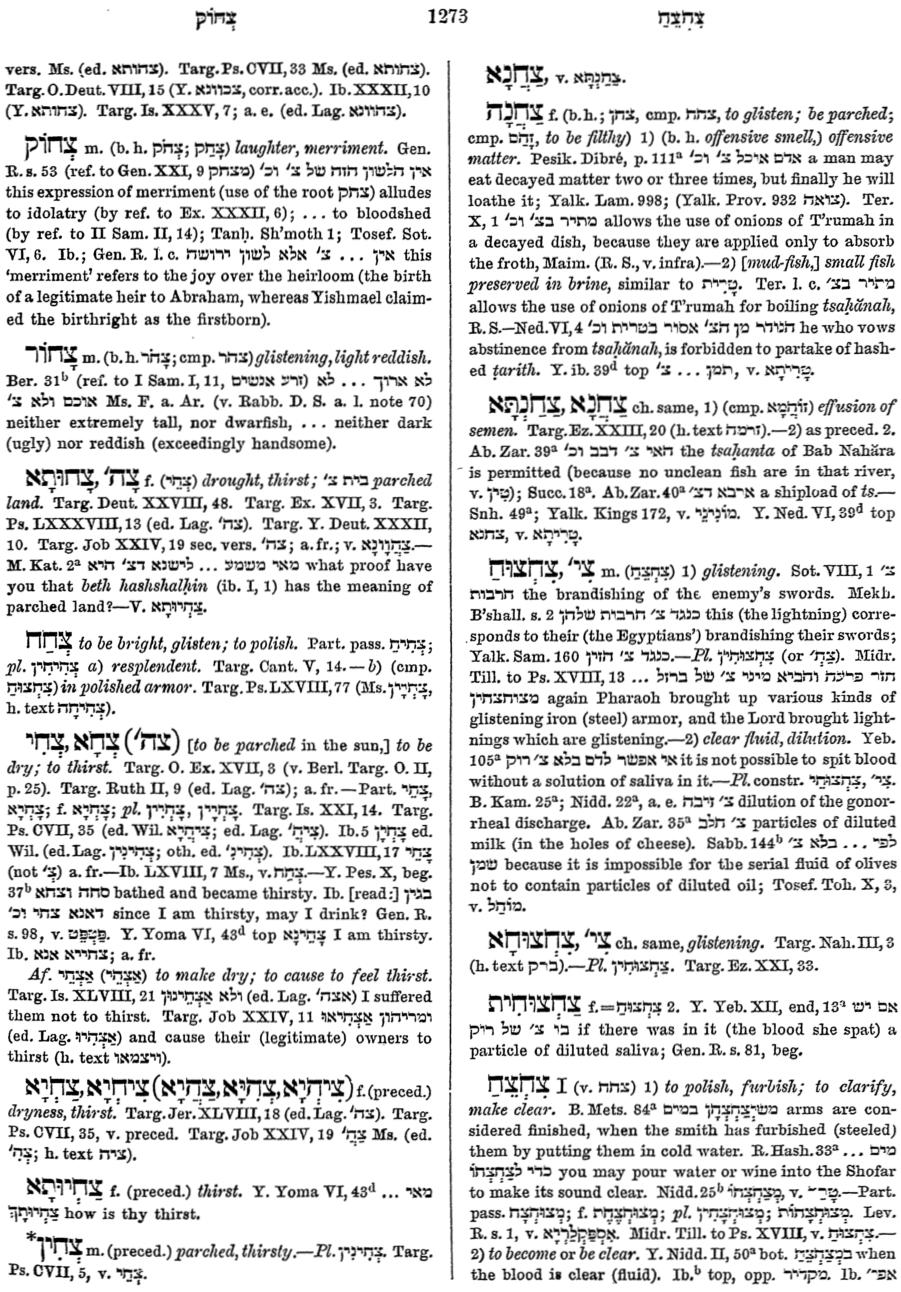 צְחוֹק
1273
צִחְצֵחַ
vers. Ms. (ed. צחותא). Targ. Ps. CVII, 33 Ms. (ed. צחותא).
Targ. O. Deut. VIII, 15 (Y. צכוונא, corr. acc.). Ib. XXXII, 10
(Y. צחותא). Targ. Is. XXXV, 7; a. e. (ed. Lag. צחוונא).
צְחוֹק m. (b. h. צְחֹק; צָחַק) laughter, merriment. Gen.
R. s. 53 (ref. to Gen. XXI, 9 מצחק) אין הלשון הזה של צ׳ וכ׳
this expression of merriment (use of the root צחק) alludes
to idolatry (by ref. to Ex. XXXII, 6); ... to bloodshed
(by ref. to II Sam. II, 14); Tanḥ. Sh'moth 1; Tosef. Sot.
VI, 6. Ib.; Gen. R. l. c. אין ... צ׳ אלא לשון ירושה this
'merriment' refers to the joy over the heirloom (the birth
of a legitimate heir to Abraham, whereas Yishmael claim-
ed the birthright as the firstborn).
צָחוֹר m. (b. h. צָחֹר; cmp. צהר) glistening, light reddish.
Ber. 31ᵇ (ref. to I Sam. I, 11, זרע אנשים) לא ארוך ... לא
אוכם ולא צ׳ Ms. F. a. Ar. (v. Rabb. D. S. a. l. note 70)
neither extremely tall, nor dwarfish, ... neither dark
(ugly) nor reddish (exceedingly handsome).
צָחוּתָא, צָה׳ f. (צְחֵי) drought, thirst; בית צ׳ parched
land. Targ. Deut. XXVIII, 48. Targ. Ex. XVII, 3. Targ.
Ps. LXXXVIII, 13 (ed. Lag. צה׳). Targ. Y. Deut. XXXII,
10. Targ. Job XXIV, 19 sec. vers. צה׳; a. fr.; v. צַחֲוָונָא.—
M. Kat. 2ᵃ מאי משמע ... לישנא דצ׳ היא what proof have
you that beth hashshalḥin (ib. I, 1) has the meaning of
parched land?—V. צַחְיוּתָא.
צְחַח to be bright, glisten; to polish. Part. pass. צְחִיחַ;
pl. צְחִיחִין a) resplendent. Targ. Cant. V, 14.—b) (cmp.
צִחְצוּחַ) in polished armor. Targ. Ps. LXVIII, 77 (Ms. צְחִיִין,
h. text צְחִיחָה).
צְחֵי, צְחָא (צה׳) [to be parched in the sun,] to be
dry; to thirst. Targ. O. Ex. XVII, 3 (v. Berl. Targ. O. II,
p. 25). Targ. Ruth II, 9 (ed. Lag. צה׳); a. fr.—Part. צָחֵי,
צָחְיָא; f. צָחְיָא; pl. צָחְיִין, צָחְיָין. Targ. Is. XXI, 14. Targ.
Ps. CVII, 35 (ed. Wil. צִיחְיָא; ed. Lag. צִיה׳). Ib. 5 צָחָן ed.
Wil. (ed. Lag. צְחִינִין; oth. ed. צְחִינ׳). Ib. LXXVIII, 17 צָחֵי
(not צְ׳) a. fr.—Ib. LXVIII, 7 Ms., v. צְחַח.—Y. Pes. X, beg.
37ᵇ סחה וצחא bathed and became thirsty. Ib. [read:] בגין
דאנא צחי וכ׳ since I am thirsty, may I drink? Gen. R.
s. 98, v. פַּטְפֵּט. Y. Yoma VI, 43ᵈ top צָחֵינָא I am thirsty.
Ib. צחייא אנא; a. fr.
Af. אַצְחֵי (אַצְהֵי) to make dry; to cause to feel thirst.
Targ. Is. XLVIII, 21 ולא אַצְחֵינוּן (ed. Lag. אצה׳) I suffered
them not to thirst. Targ. Job XXIV, 11 ומריהון אַצְחִיאוּ
(ed. Lag. אַצְהִיוּ) and cause their (legitimate) owners to
thirst (h. text ויצמאו).
צַחְיָא, צִיחְיָא (צַהֲיָא, צְחִיָּא, צִיהֲיָא) f. (preced.)
dryness, thirst. Targ. Jer. XLVIII, 18 (ed. Lag. צה׳). Targ.
Ps. CVII, 35, v. preced. Targ. Job XXIV, 19 צַה׳ Ms. (ed.
צְה׳; h. text ציה).
צַחְיוּתָא f. (preced.) thirst. Y. Yoma VI, 43ᵈ מאי ...
צַחְיוּתָךְ how is thy thirst.
*צְחִין m. (preced.) parched, thirsty.—Pl. צְחִינִין. Targ.
Ps. CVII, 5, v. צְחֵי.
צַחֲנָא, v. צַחַנְתָּא.
צַחֲנָה f. (b. h.; צחן, cmp. צחח, to glisten; be parched;
cmp. זָהַם, to be filthy) 1) (b. h. offensive smell,) offensive
matter. Pesik. Dibré, p. 111ᵃ אדם אוכל צ׳ וכ׳ a man may
eat decayed matter two or three times, but finally he will
loathe it; Yalk. Lam. 998; (Yalk. Prov. 932 צואה). Ter.
X, 1 מתיר בצ׳ וכ׳ allows the use of onions of T'rumah in
a decayed dish, because they are applied only to absorb
the froth, Maim. (R. S., v. infra).—2) [mud-fish,] small fish
preserved in brine, similar to טָרִית. Ter. l. c. מתיר בצ׳
allows the use of onions of T'rumah for boiling tsaḥănah,
R. S.—Ned. VI, 4 הנודר מן הצ׳ אסור בטרית וכ׳ he who vows
abstinence from tsaḥănah, is forbidden to partake of hash-
ed ṭarith. Y. ib. 39ᵈ top תמן ... צ׳, v. טָרִיתָא.
צַחֲנָא, צַחַנְתָּא ch. same, 1) (cmp. זוֹהֲמָא) effusion of
semen. Targ. Ez. XXIII, 20 (h. text זרמה).—2) as preced. 2.
Ab. Zar. 39ᵃ האי צ׳ דבב וכ׳ the tsaḥanta of Bab Nahăra
is permitted (because no unclean fish are in that river,
v. טִין); Succ. 18ᵃ. Ab. Zar. 40ᵃ ארבא דצ׳ a shipload of ts.—
Snh. 49ᵃ; Yalk. Kings 172, v. מוֹנִינֵי. Y. Ned. VI, 39ᵈ top
צחנא, v. טָרִיתָא.
צִחְצוּחַ, צִי׳ m. (צִחְצֵחַ) 1) glistening. Sot. VIII, 1 צ׳
חרבות the brandishing of the enemy's swords. Mekh.
B'shall. s. 2 כנגד צ׳ חרבות שלהן this (the lightning) corre-
sponds to their (the Egyptians') brandishing their swords;
Yalk. Sam. 160 כנגד צ׳ חזין.—Pl. צִחְצוּחִין (or צַחְ׳). Midr.
Till. to Ps. XVIII, 13 חזר פרעה והביא מיני צ׳ של ברזל ...
מצוחצחין again Pharaoh brought up various kinds of
glistening iron (steel) armor, and the Lord brought light-
nings which are glistening.—2) clear fluid, dilution. Yeb.
105ᵃ אי אפשר לדם בלא צ׳ רוק it is not possible to spit blood
without a solution of saliva in it.—Pl. constr. צִחְצוּחֵי, צִי׳.
B. Kam. 25ᵃ; Nidd. 22ᵃ, a. e. צ׳ זיבה dilution of the gonor-
rheal discharge. Ab. Zar. 35ᵃ צ׳ חלב particles of diluted
milk (in the holes of cheese). Sabb. 144ᵇ לפי ... בלא צ׳
שמן because it is impossible for the serial fluid of olives
not to contain particles of diluted oil; Tosef. Toh. X, 3,
v. מוֹחַל.
צִחְצוּחָא, צִי׳ ch. same, glistening. Targ. Nah. III, 3
(h. text ברק).—Pl. צִחְצוּחִין. Targ. Ez. XXI, 33.
צַחְצוּחִית f.=צִחְצוּחַ 2. Y. Yeb. XII, end, 13ᵃ אם יש
בו צ׳ של רוק if there was in it (the blood she spat) a
particle of diluted saliva; Gen. R. s. 81, beg.
צִחְצֵחַ I (v. צחח) 1) to polish, furbish; to clarify,
make clear. B. Mets. 84ᵃ משיצַחְצְחָן במים arms are con-
sidered finished, when the smith has furbished (steeled)
them by putting them in cold water. R. Hash. 33ᵃ מים ...
כדי לצַחְצְחוֹ you may pour water or wine into the Shofar
to make its sound clear. Nidd. 25ᵇ מְצַחְצְחוֹ, v. טָרַ־.—Part.
pass. מְצוּחְצָח; f. מְצוּחְצַחַת; pl. מְצוּחְצָחִין; מְצוּחְצָחוֹת. Lev.
R. s. 1, v. אִסְפַּקְלַרְיָא. Midr. Till. to Ps. XVIII, v. צִחְצוּחַ.—
2) to become or be clear. Y. Nidd. II, 50ᵃ bot. בִמְצַחְצֵחַ when
the blood is clear (fluid). Ib.ᵇ top, opp. מקדיר. Ib. אפי׳